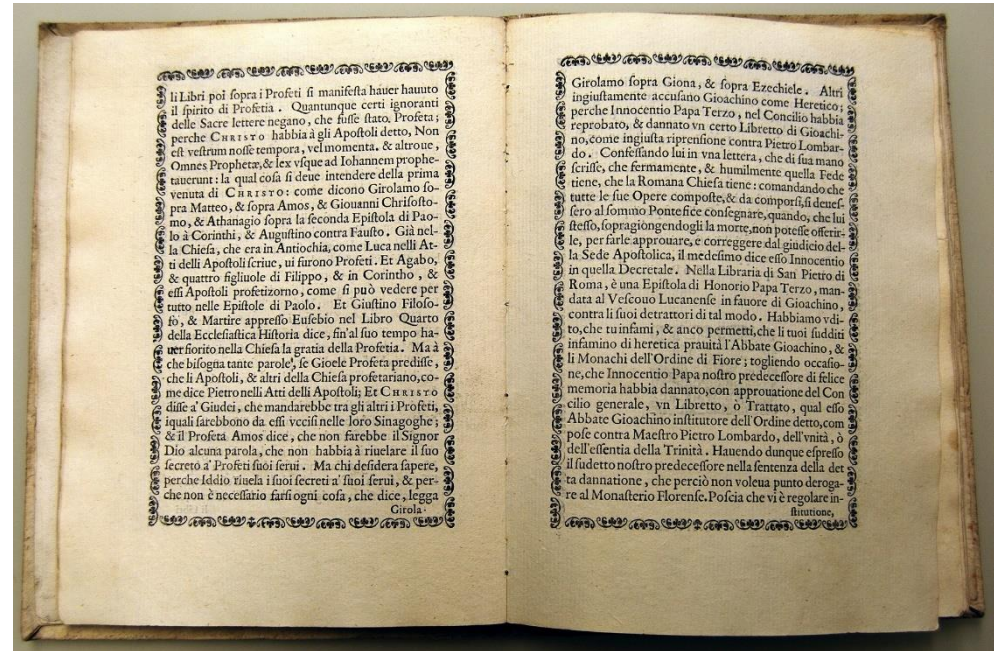 li Libri poi ſopra i Profeti ſi manifeſta hauer hauuto
il ſpirito di Profetia. Quantunque certi ignoranti
delle Sacre lettere negano, che fuſſe ſtato, Profeta;
perche CHRISTO habbia à gli Apoſtoli detto, Non
eſt veſtrum noſſe tempora, vel momenta. & altroue,
Omnes Prophetæ, & lex vſque ad Iohannem prophe-
tauerunt: la qual coſa ſi deue intendere della prima
venuta di CHRISTO: come dicono Girolamo ſo-
pra Matteo, & ſopra Amos, & Giouanni Chriſoſto-
mo, & Athanagio ſopra la ſeconda Epiſtola di Pao-
lo à Corinthi, & Auguſtino contra Fauſto. Già nel-
la Chieſa, che era in Antiochia, come Luca nelli At-
ti delli Apoſtoli ſcriue, ui furono Profeti. Et Agabo,
& quattro figliuole di Filippo, & in Corintho, &
eſſi Apoſtoli profetizorno, come ſi può vedere per
tutto nelle Epiſtole di Paolo. Et Giuſtino Filoſo-
fo, & Martire appreſſo Euſebio nel Libro Quarto
della Eccleſiaſtica Hiſtoria dice, fin'al ſuo tempo ha-
uer fiorito nella Chieſa la gratia della Profetia. Ma à
che biſogna tante parole, ſe Gioele Profeta prediſſe,
che li Apoſtoli, & altri della Chieſa profetariano, co-
me dice Pietro nelli Atti delli Apoſtoli; Et CHRISTO
diſſe a' Giudei, che mandarebbe tra gli altri i Profeti,
iquali ſarebbono da eſſi vcciſi nelle loro Sinagoghe;
& il Profeta Amos dice, che non farebbe il Signor
Dio alcuna parola, che non habbia à riuelare il ſuo
ſecreto a' Profeti ſuoi ſerui. Ma chi deſidera ſapere,
perche Iddio riuela i ſuoi ſecreti a' ſuoi ſerui, & per-
che non è neceſſario farſi ogni coſa, che dice, legga
Girola-
Girolamo ſopra Giona, & ſopra Ezechiele. Altri
ingiuſtamente accuſano Gioachino come Heretico;
perche Innocentio Papa Terzo, nel Concilio habbia
reprobato, & dannato vn certo Libretto di Gioachi-
no, come ingiuſta riprenſione contra Pietro Lombar-
do. Confeſſando lui in vna lettera, che di ſua mano
ſcriſſe, che fermamente, & humilmente quella Fede
tiene, che la Romana Chieſa tiene: comandando che
tutte le ſue Opere compoſte, & da comporſi, ſi deueſ-
ſero al ſommo Pontefice conſegnare, quando, che lui
ſteſſo, ſopragiongendogli la morte, non poteſſe offerir-
le, per farle approuare, e correggere dal giudicio del-
la Sede Apoſtolica, il medeſimo dice eſſo Innocentio
in quella Decretale. Nella Libraria di San Pietro di
Roma, è una Epiſtola di Honorio Papa Terzo, man-
data al Veſcouo Lucanenſe in fauore di Gioachino,
contra li ſuoi detrattori di tal modo. Habbiamo vdi-
to, che tu infami, & anco permetti, che li tuoi ſudditi
infamino di heretica prauità l'Abbate Gioachino, &
li Monachi dell'Ordine di Fiore; togliendo occaſio-
ne, che Innocentio Papa noſtro predeceſſore di felice
memoria habbia dannato, con approuatione del Con
cilio generale, vn Libretto, ò Trattato, qual eſſo
Abbate Gioachino inſtitutore dell'Ordine detto, com
poſe contra Maeſtro Pietro Lombardo, dell'vnità, ò
dell'eſſentia della Trinità. Hauendo dunque eſpreſſo
il ſudetto noſtro predeceſſore nella ſentenza della det
ta dannatione, che perciò non voleua punto deroga-
re al Monaſterio Florenſe. Poſcia che vi è regolare in-
ſtitutione,